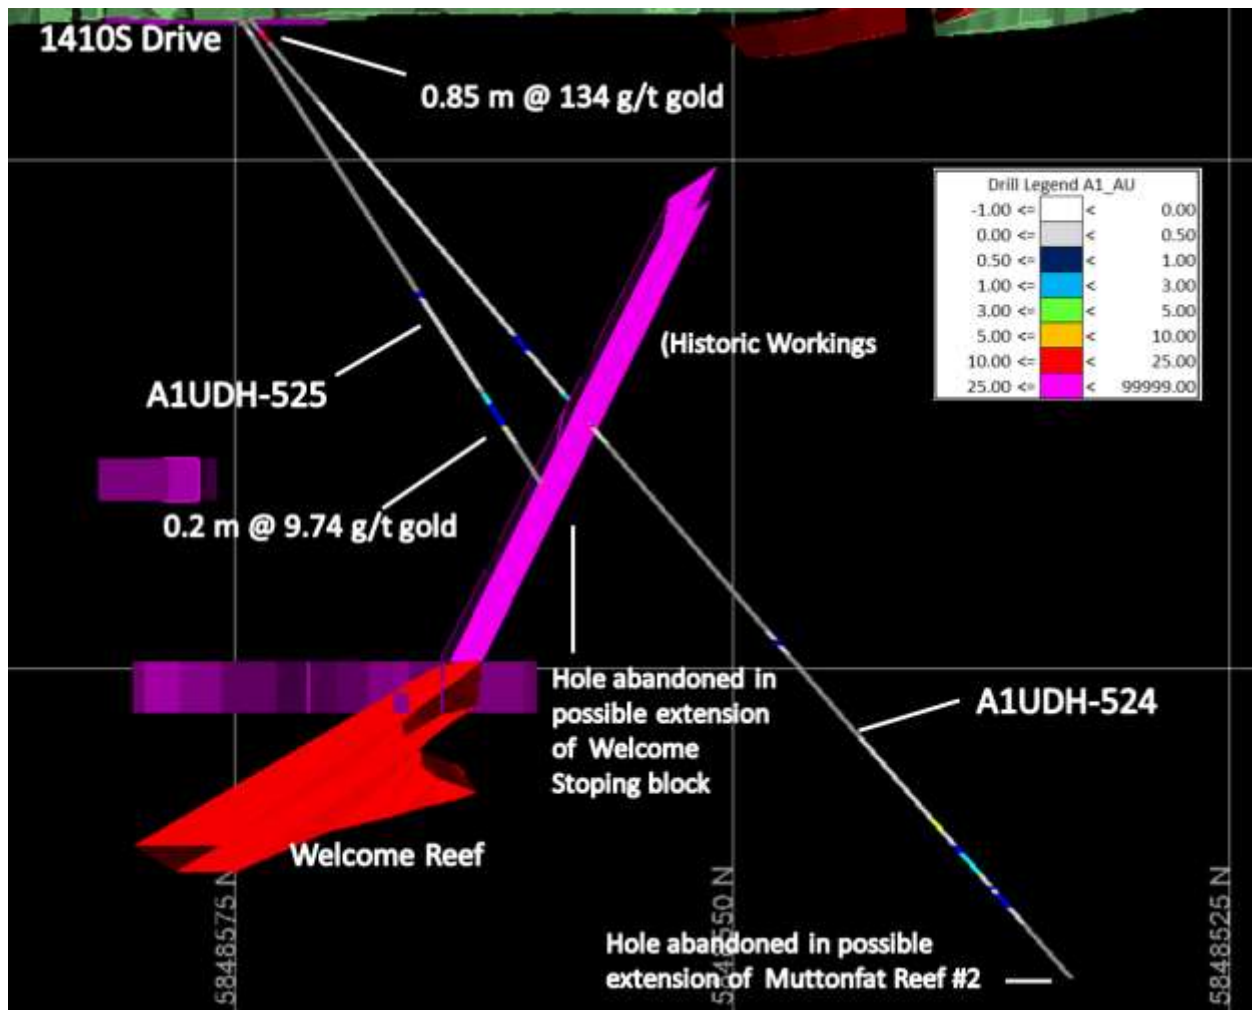 1410S Drive
0.85 m @ 134 g/t gold
Drill Legend A1_AU
-1.00 <= < 0.00
0.00 <= < 0.50
0.50 <= < 1.00
1.00 <= < 3.00
3.00 <= < 5.00
5.00 <= < 10.00
10.00 <= < 25.00
25.00 <= < 99999.00
(Historic Workings
A1UDH-525
0.2 m @ 9.74 g/t gold
Hole abandoned in
possible extension
of Welcome
Stoping block
A1UDH-524
Welcome Reef
Hole abandoned in possible
extension of Muttonfat Reef #2
5848575 N
5848550 N
5848525 N